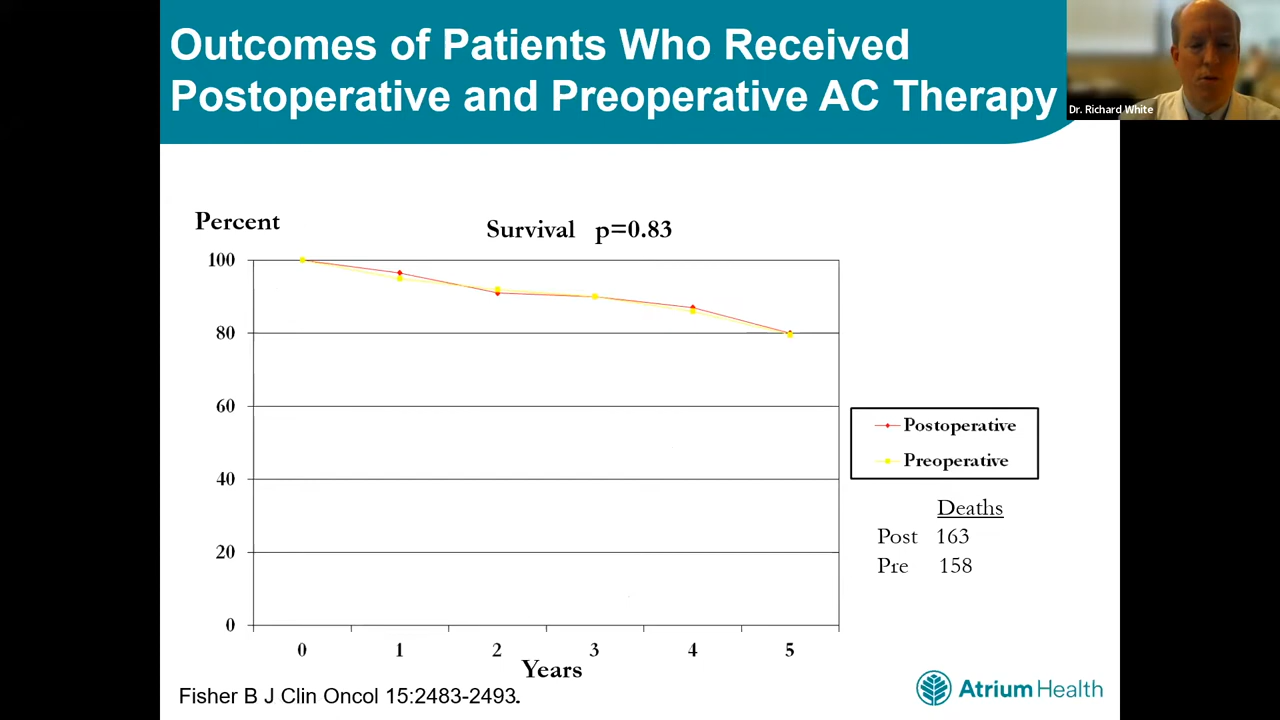 Outcomes of Patients Who Received
Postoperative and Preoperative AC Therapy
Dr. Richard White
Percent
Survival p=0.83
100
80
60
40
20
0
0 1 2 3 4 5
Years
Postoperative
Preoperative
Deaths
Post 163
Pre 158
Fisher B J Clin Oncol 15:2483-2493.
Atrium Health